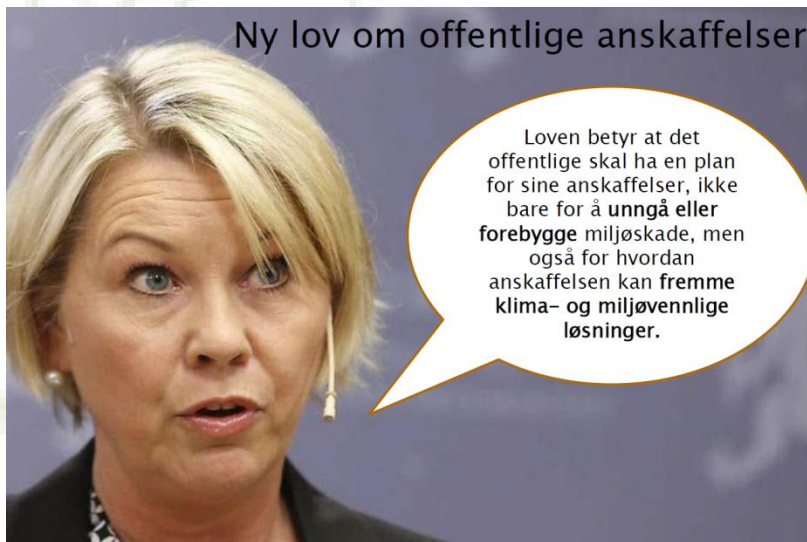 Ny lov om offentlige anskaffelser
Loven betyr at det
offentlige skal ha en plan
for sine anskaffelser, ikke
bare for å unngå eller
forebygge miljøskade, men
også for hvordan
anskaffelsen kan fremme
klima- og miljøvennlige
løsninger.